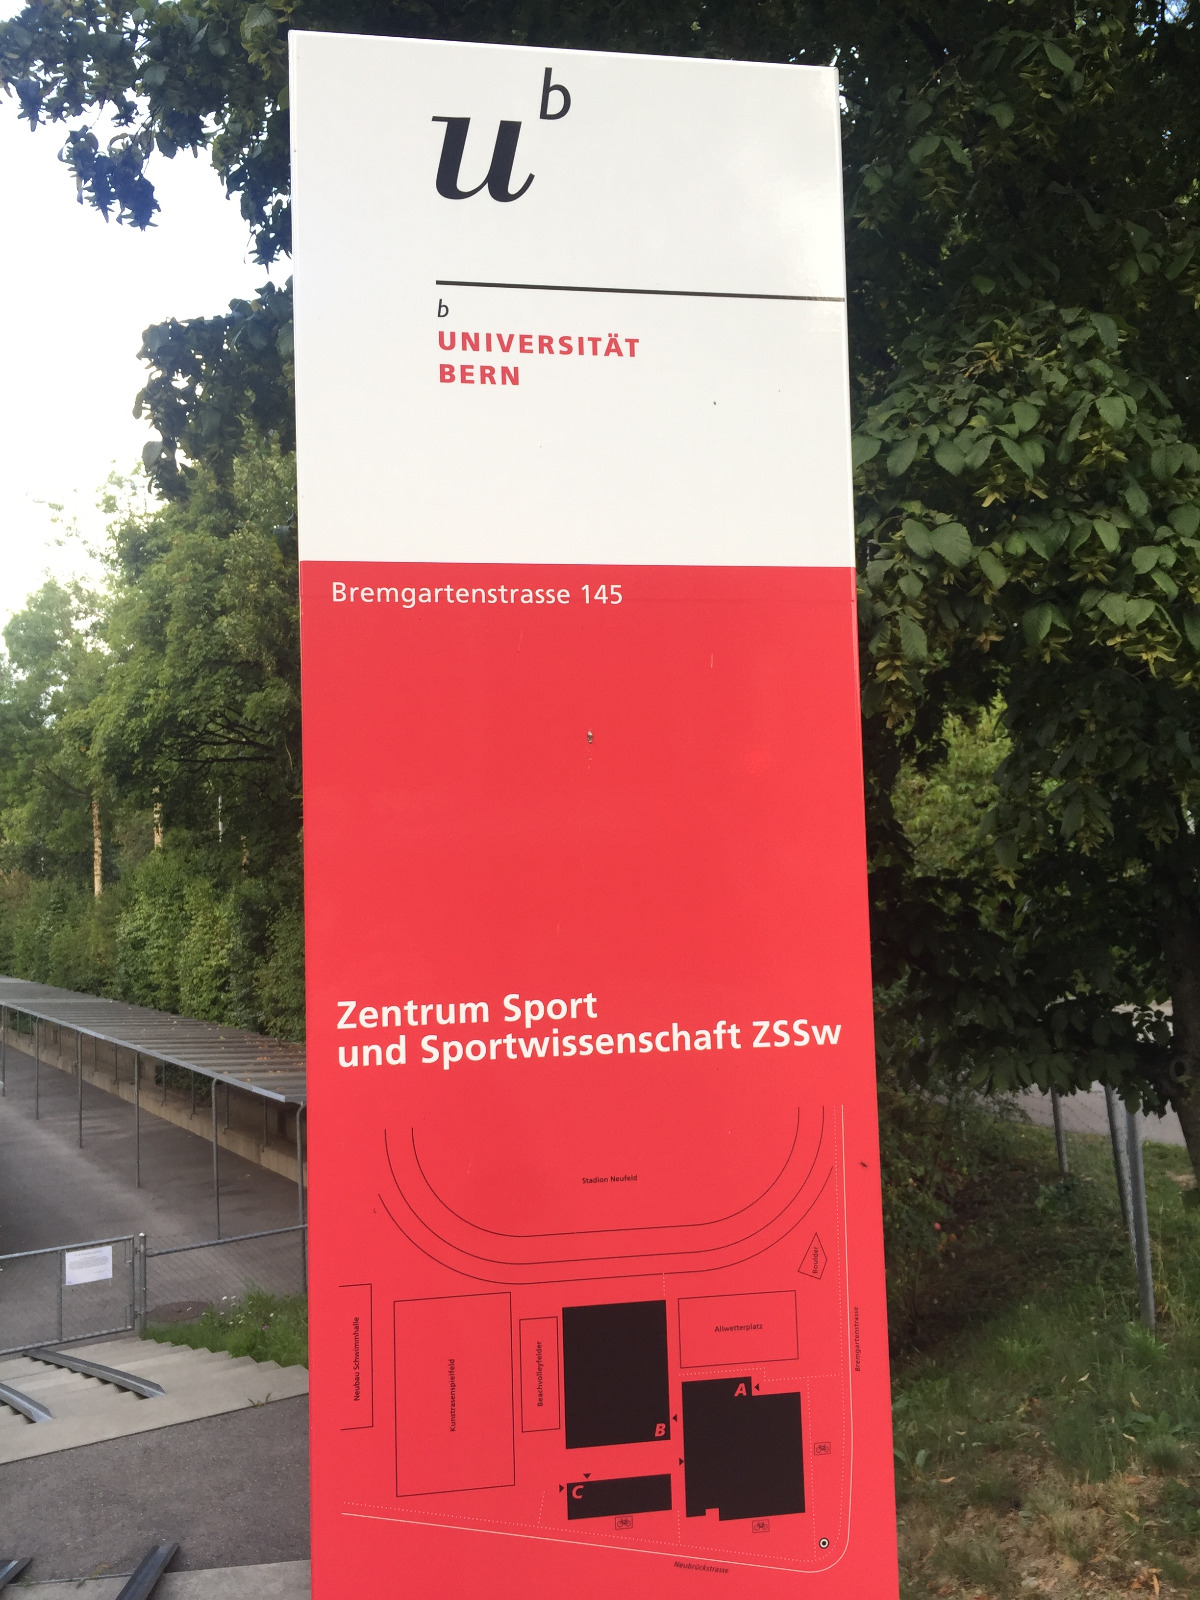 u b
b
UNIVERSITÄT
BERN
Bremgartenstrasse 145
Zentrum Sport
und Sportwissenschaft ZSSw
Stadion Neufeld
Boulder
Neubau Schwimmhalle
Kunstrasenspielfeld
Beachvolleyfelder
Allwetterplatz
Bremgartenstrasse
A
B
C
Neubrückstrasse